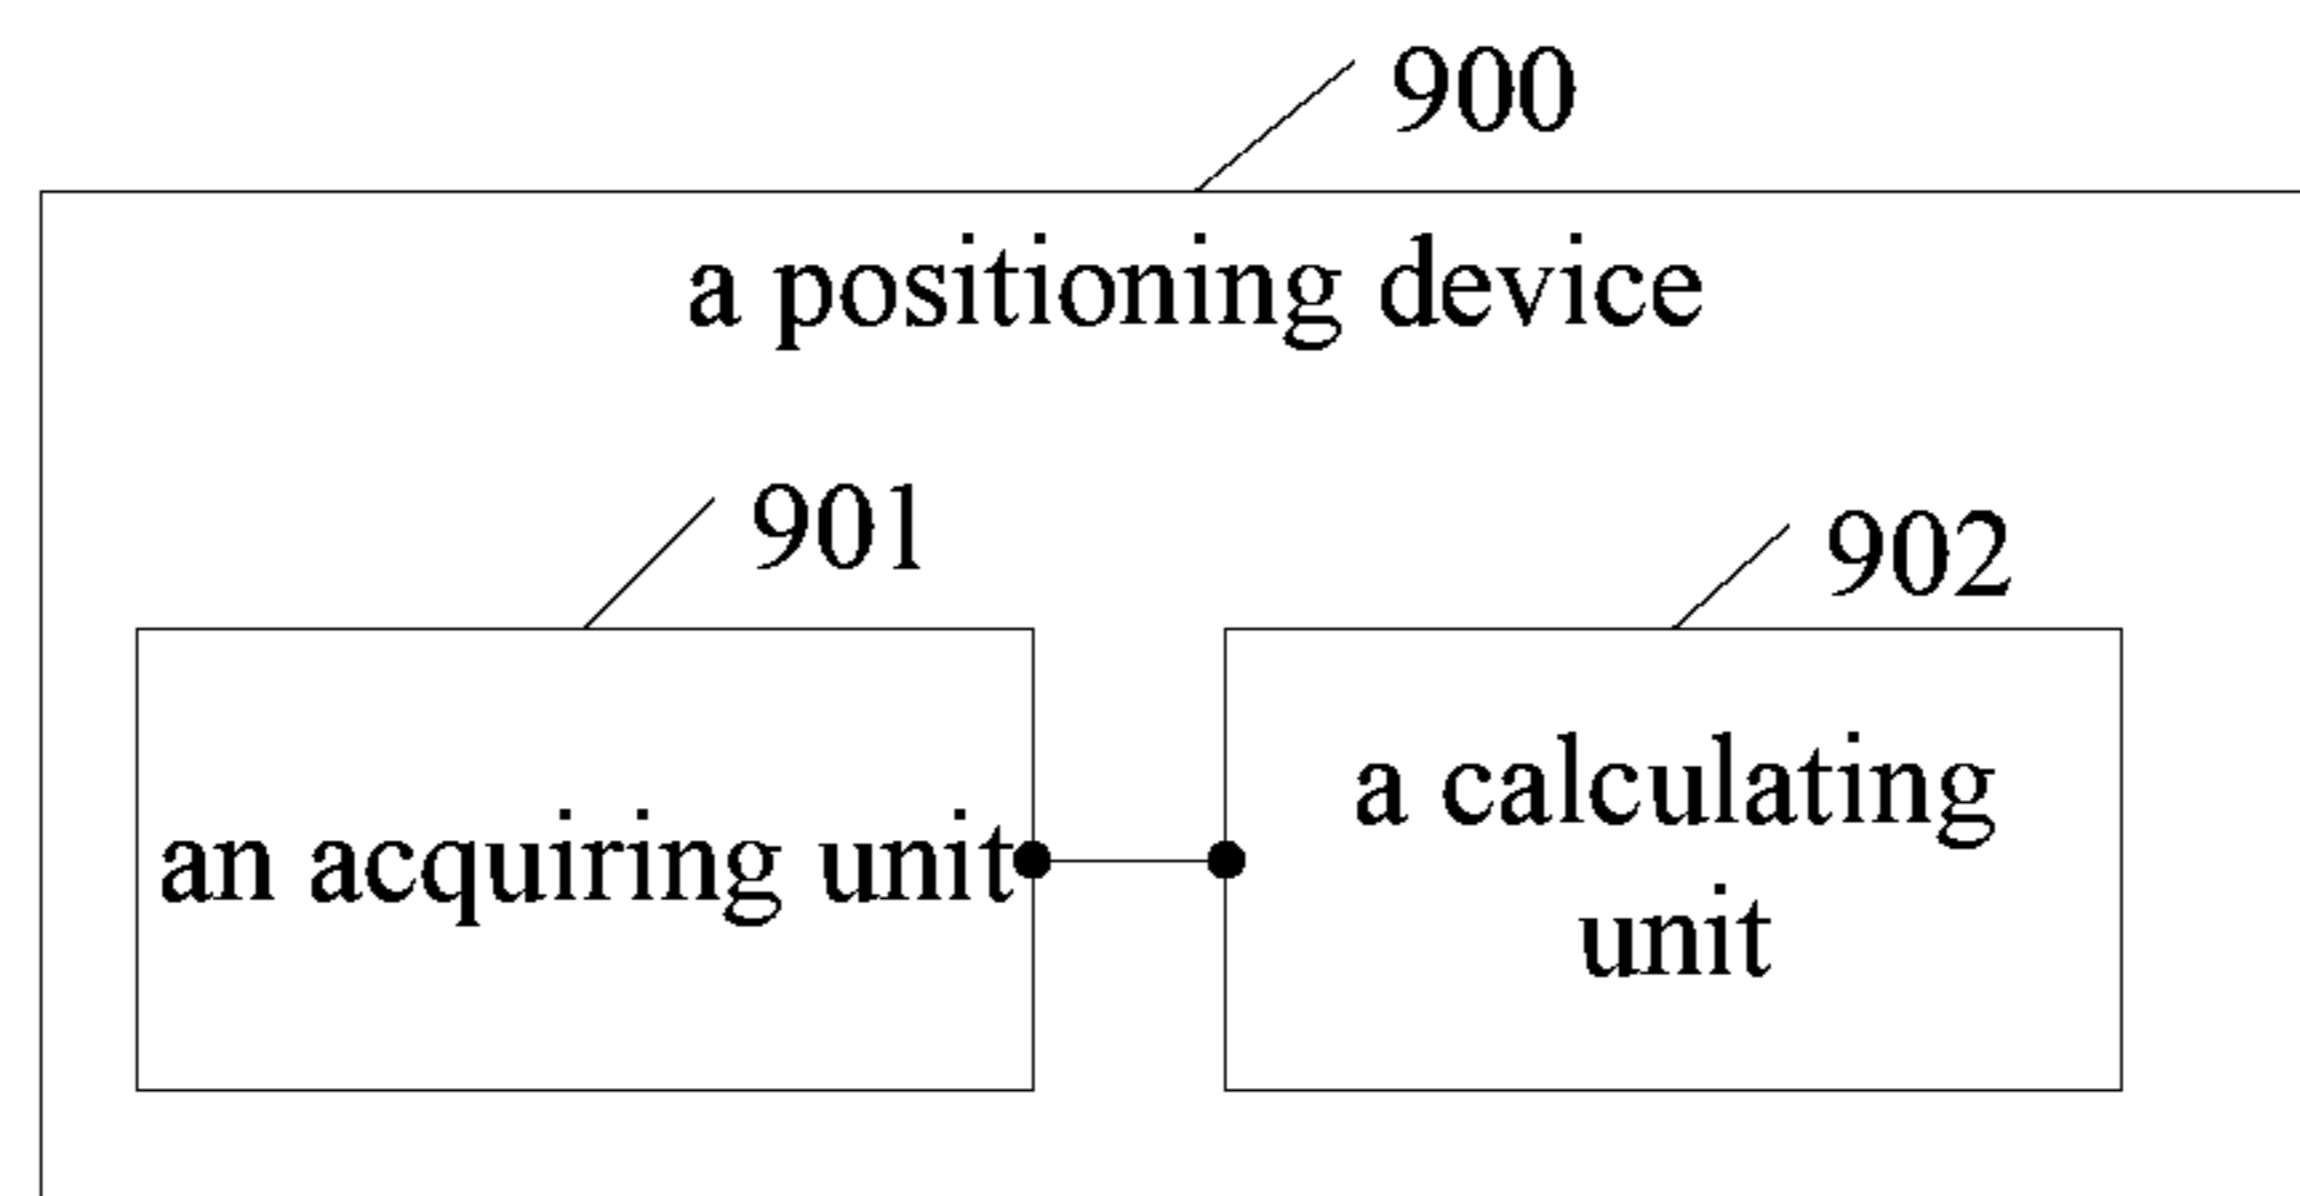 900
a positioning device
901
902
an acquiring unit
a calculating
unit